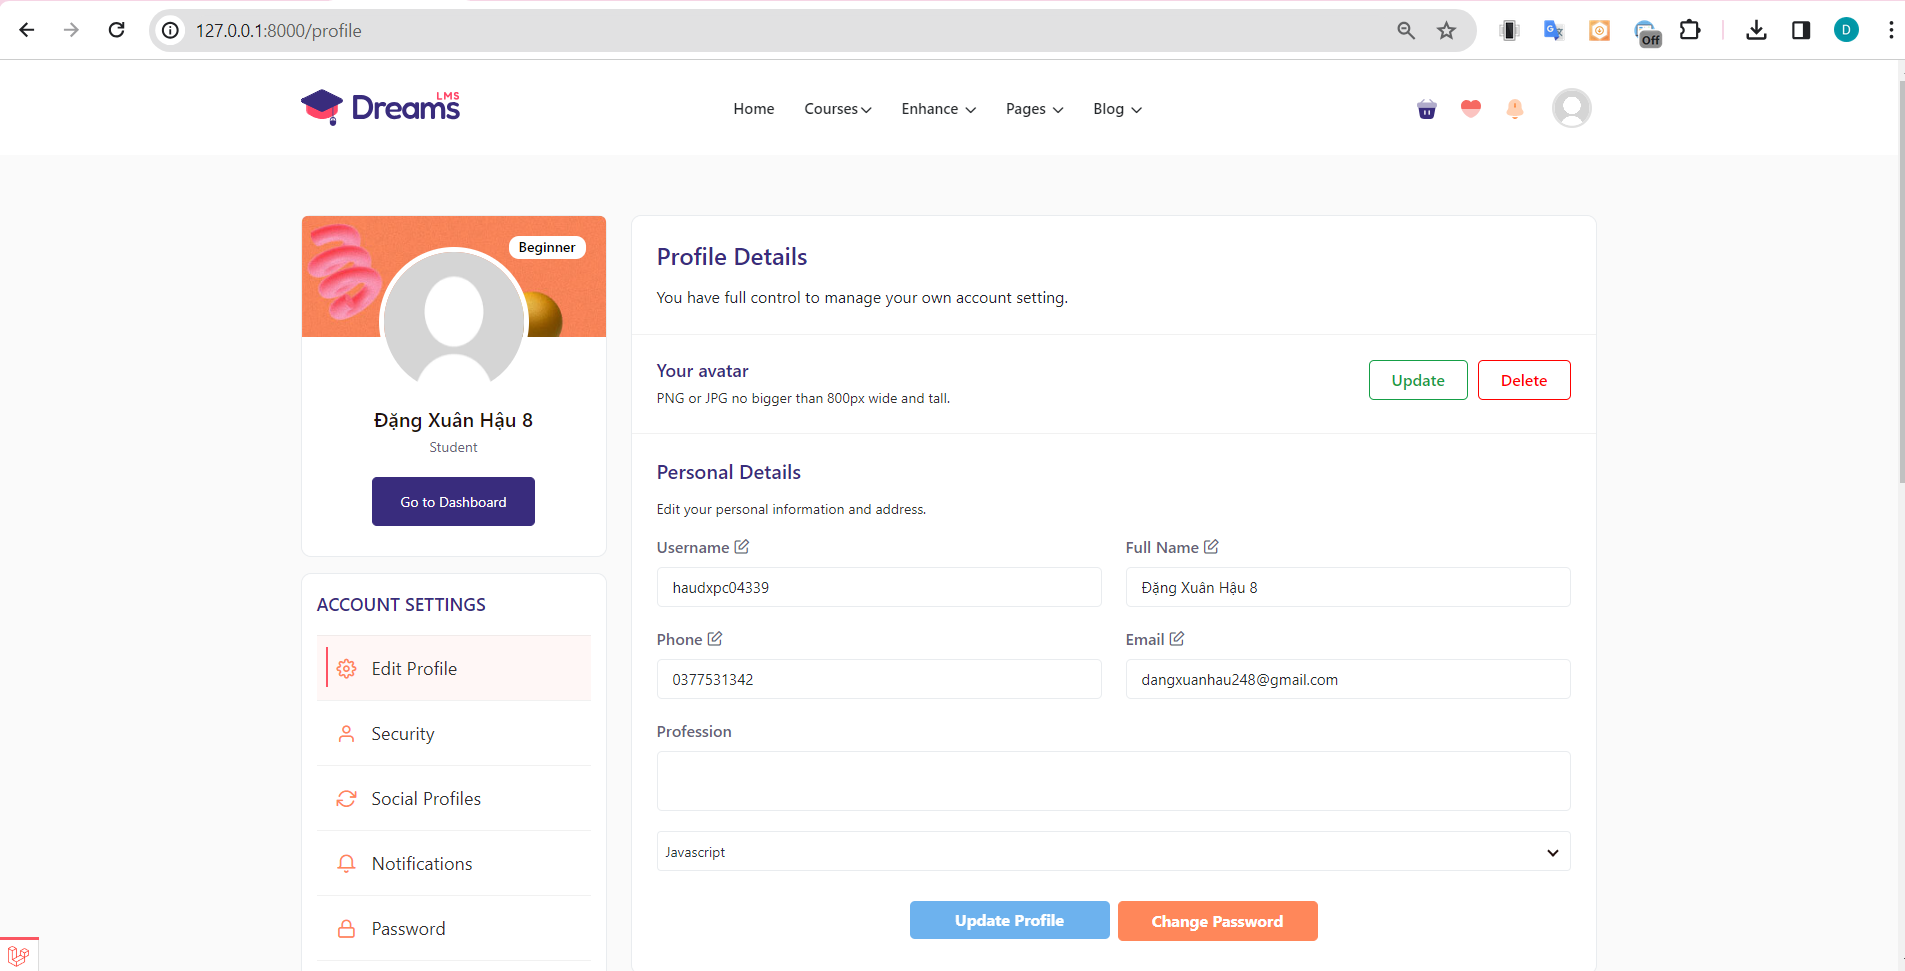 127.0.0.1:8000/profile
Off
D
Dreams LMS
Home Courses Enhance Pages Blog
Beginner
Đặng Xuân Hậu 8
Student
Go to Dashboard
ACCOUNT SETTINGS
Edit Profile
Security
Social Profiles
Notifications
Password
Profile Details
You have full control to manage your own account setting.
Your avatar
PNG or JPG no bigger than 800px wide and tall.
Update Delete
Personal Details
Edit your personal information and address.
Username Full Name
haudxpc04339 Đặng Xuân Hậu 8
Phone Email
0377531342 dangxuanhau248@gmail.com
Profession
Javascript
Update Profile Change Password